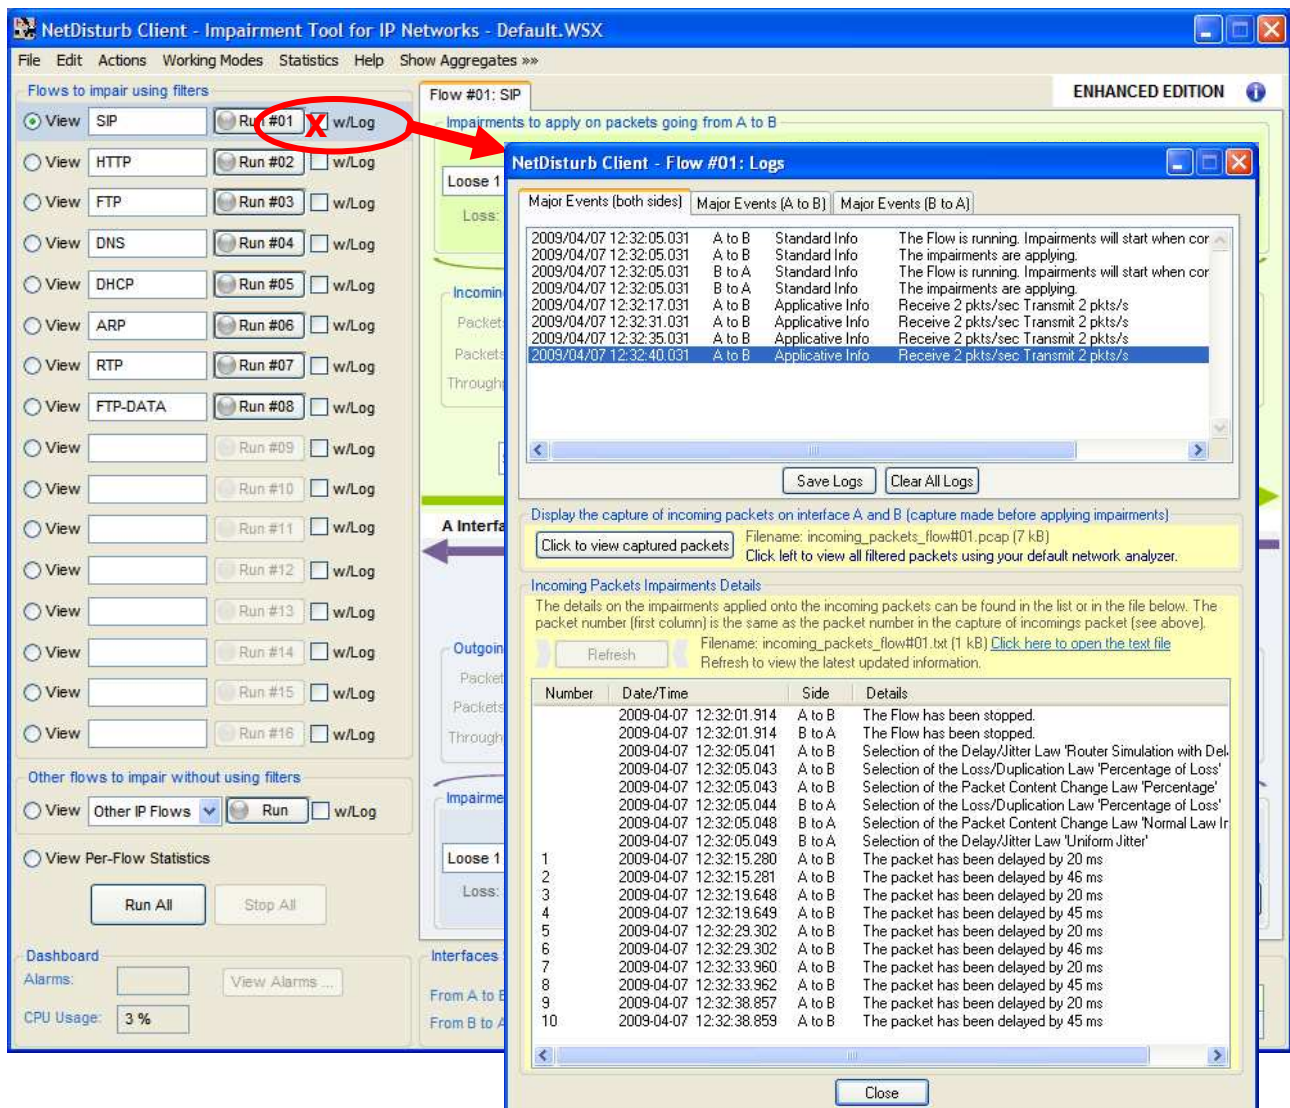 NetDisturb Client - Impairment Tool for IP Networks - Default.WSX
File Edit Actions Working Modes Statistics Help Show Aggregates »»
Flows to impair using filters
View SIP Run #01 X w/Log
View HTTP Run #02 w/Log
View FTP Run #03 w/Log
View DNS Run #04 w/Log
View DHCP Run #05 w/Log
View ARP Run #06 w/Log
View RTP Run #07 w/Log
View FTP-DATA Run #08 w/Log
View Run #09 w/Log
View Run #10 w/Log
View Run #11 w/Log
View Run #12 w/Log
View Run #13 w/Log
View Run #14 w/Log
View Run #15 w/Log
View Run #16 w/Log
Other flows to impair without using filters
View Other IP Flows Run w/Log
View Per-Flow Statistics
Run All Stop All
Dashboard
Alarms: View Alarms ...
CPU Usage: 3 %
Flow #01: SIP
ENHANCED EDITION
Impairments to apply on packets going from A to B
Loose 1
Loss:
Incomin
Packet
Packets
Through
A Interfa
Outgoin
Packet
Packets
Through
Impairme
Loose 1
Loss:
Interfaces
From A to B
From B to A
NetDisturb Client - Flow #01: Logs
Major Events (both sides) Major Events (A to B) Major Events (B to A)
2009/04/07 12:32:05.031 A to B Standard Info The Flow is running. Impairments will start when cor
2009/04/07 12:32:05.031 A to B Standard Info The impairments are applying.
2009/04/07 12:32:05.031 B to A Standard Info The Flow is running. Impairments will start when cor
2009/04/07 12:32:05.031 B to A Standard Info The impairments are applying.
2009/04/07 12:32:17.031 A to B Applicative Info Receive 2 pkts/sec Transmit 2 pkts/s
2009/04/07 12:32:31.031 A to B Applicative Info Receive 2 pkts/sec Transmit 2 pkts/s
2009/04/07 12:32:35.031 A to B Applicative Info Receive 2 pkts/sec Transmit 2 pkts/s
2009/04/07 12:32:40.031 A to B Applicative Info Receive 2 pkts/sec Transmit 2 pkts/s
Save Logs Clear All Logs
Display the capture of incoming packets on interface A and B (capture made before applying impairments)
Click to view captured packets
Filename: incoming_packets_flow#01.pcap (7 kB)
Click left to view all filtered packets using your default network analyzer.
Incoming Packets Impairments Details
The details on the impairments applied onto the incoming packets can be found in the list or in the file below. The
packet number (first column) is the same as the packet number in the capture of incomings packet (see above).
Refresh
Filename: incoming_packets_flow#01.txt (1 kB) Click here to open the text file
Refresh to view the latest updated information.
Number Date/Time Side Details
2009-04-07 12:32:01.914 A to B The Flow has been stopped.
2009-04-07 12:32:01.914 B to A The Flow has been stopped.
2009-04-07 12:32:05.041 A to B Selection of the Delay/Jitter Law 'Router Simulation with Del
2009-04-07 12:32:05.043 A to B Selection of the Loss/Duplication Law 'Percentage of Loss'
2009-04-07 12:32:05.043 A to B Selection of the Packet Content Change Law 'Percentage'
2009-04-07 12:32:05.044 B to A Selection of the Loss/Duplication Law 'Percentage of Loss'
2009-04-07 12:32:05.048 B to A Selection of the Packet Content Change Law 'Normal Law Ir
2009-04-07 12:32:05.049 B to A Selection of the Delay/Jitter Law 'Uniform Jitter'
1 2009-04-07 12:32:15.280 A to B The packet has been delayed by 20 ms
2 2009-04-07 12:32:15.281 A to B The packet has been delayed by 46 ms
3 2009-04-07 12:32:19.648 A to B The packet has been delayed by 20 ms
4 2009-04-07 12:32:19.649 A to B The packet has been delayed by 45 ms
5 2009-04-07 12:32:29.302 A to B The packet has been delayed by 20 ms
6 2009-04-07 12:32:29.302 A to B The packet has been delayed by 46 ms
7 2009-04-07 12:32:33.960 A to B The packet has been delayed by 20 ms
8 2009-04-07 12:32:33.962 A to B The packet has been delayed by 45 ms
9 2009-04-07 12:32:38.857 A to B The packet has been delayed by 20 ms
10 2009-04-07 12:32:38.859 A to B The packet has been delayed by 45 ms
Close